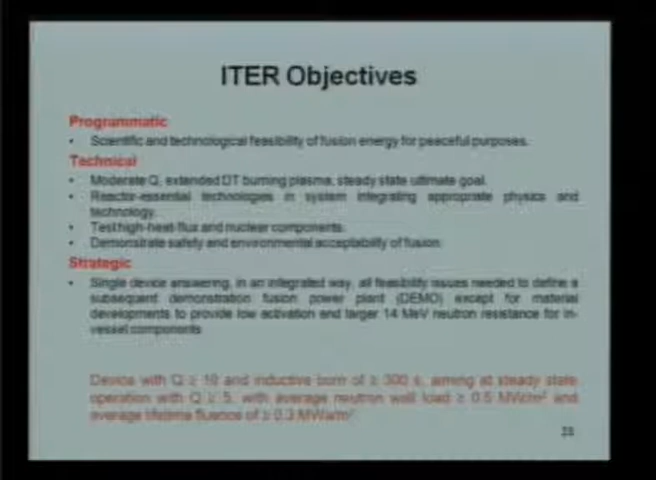 ITER Objectives
Programmatic
• Scientific and technological feasibility of fusion energy for peaceful purposes.
Technical
• Moderate Q, extended DT burning plasma, steady state ultimate goal.
• Reactor-essential technologies in system integrating appropriate physics and
technology.
• Test high-heat-flux and nuclear components.
• Demonstrate safety and environmental acceptability of fusion.
Strategic
• Single device answering, in an integrated way, all feasibility issues needed to define a
subsequent demonstration fusion power plant (DEMO) except for material
developments to provide low activation and larger 14 MeV neutron resistance for in-
vessel components
Device with Q ≥ 10 and inductive burn of ≥ 300 s, aiming at steady state
operation with Q ≥ 5, with average neutron wall load ≥ 0.5 MW/m² and
average lifetime fluence of ≥ 0.3 MWa/m²